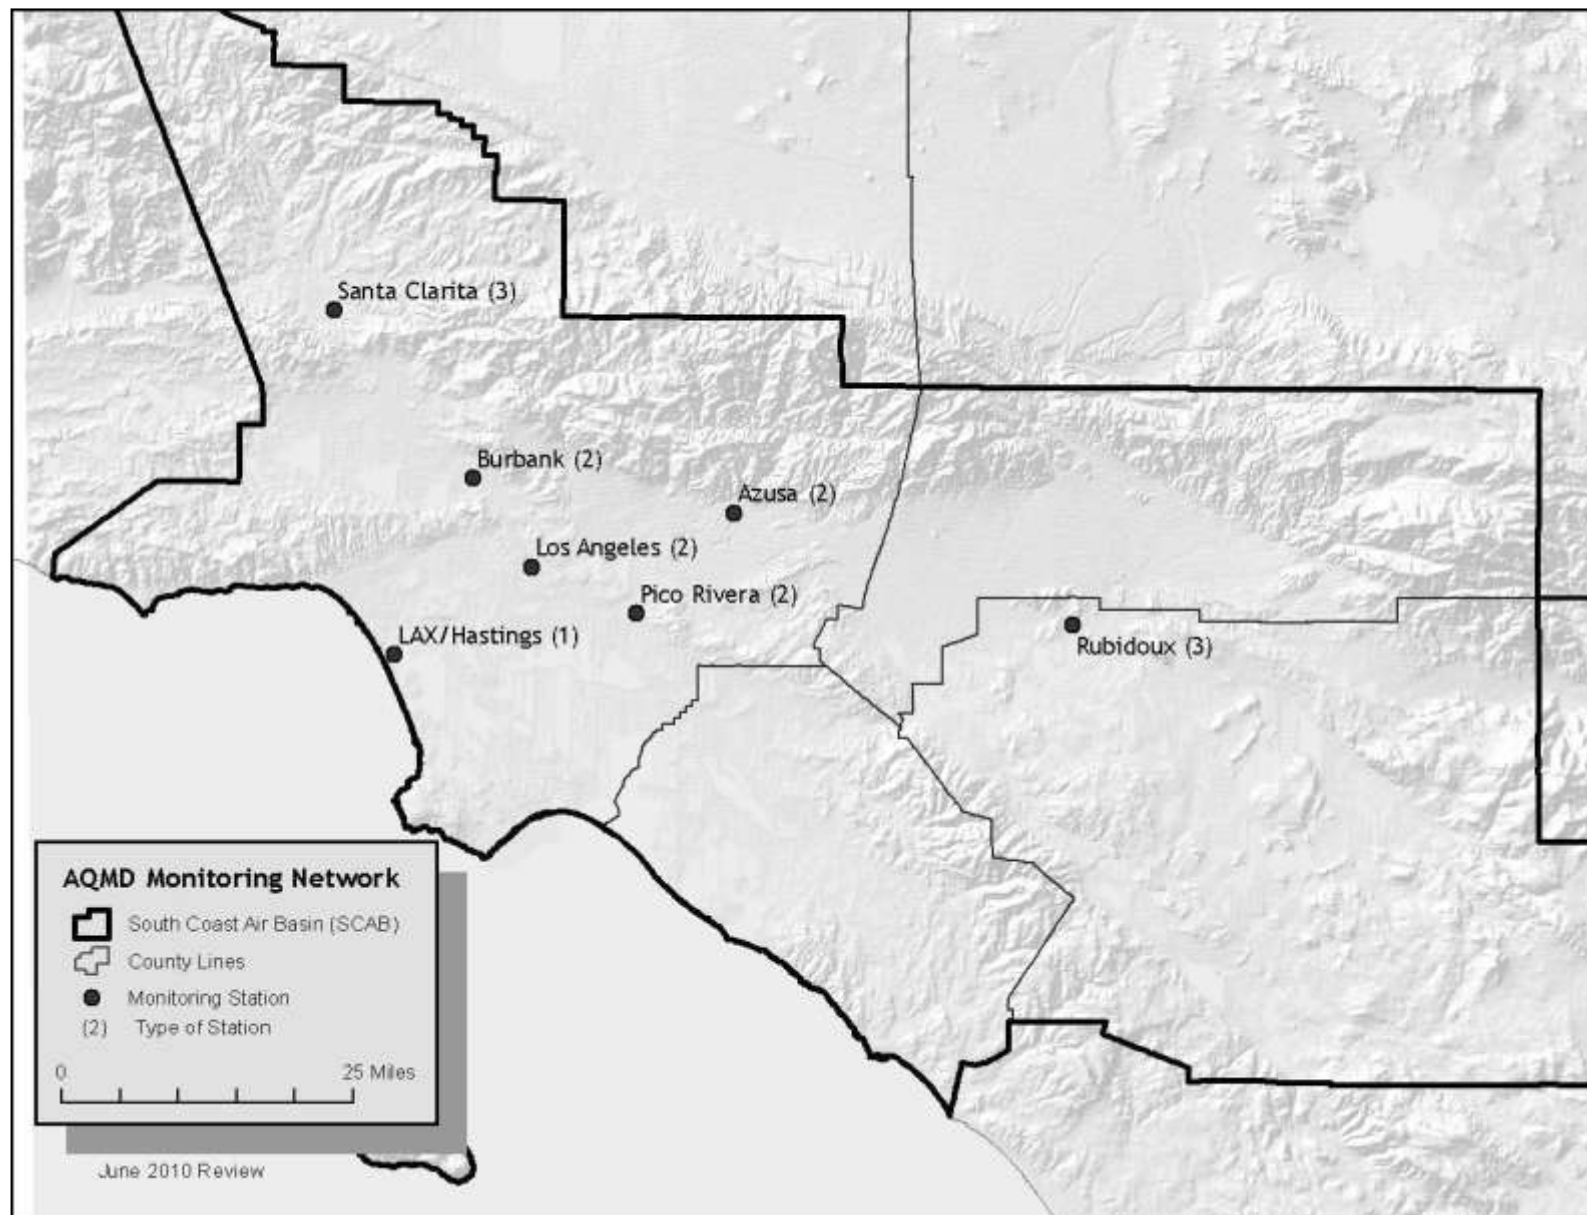 Santa Clarita (3)
Burbank (2)
Azusa (2)
Los Angeles (2)
Pico Rivera (2)
LAX/Hastings (1)
Rubidoux (3)
AQMD Monitoring Network
South Coast Air Basin (SCAB)
County Lines
Monitoring Station
(2) Type of Station
0 25 Miles
June 2010 Review